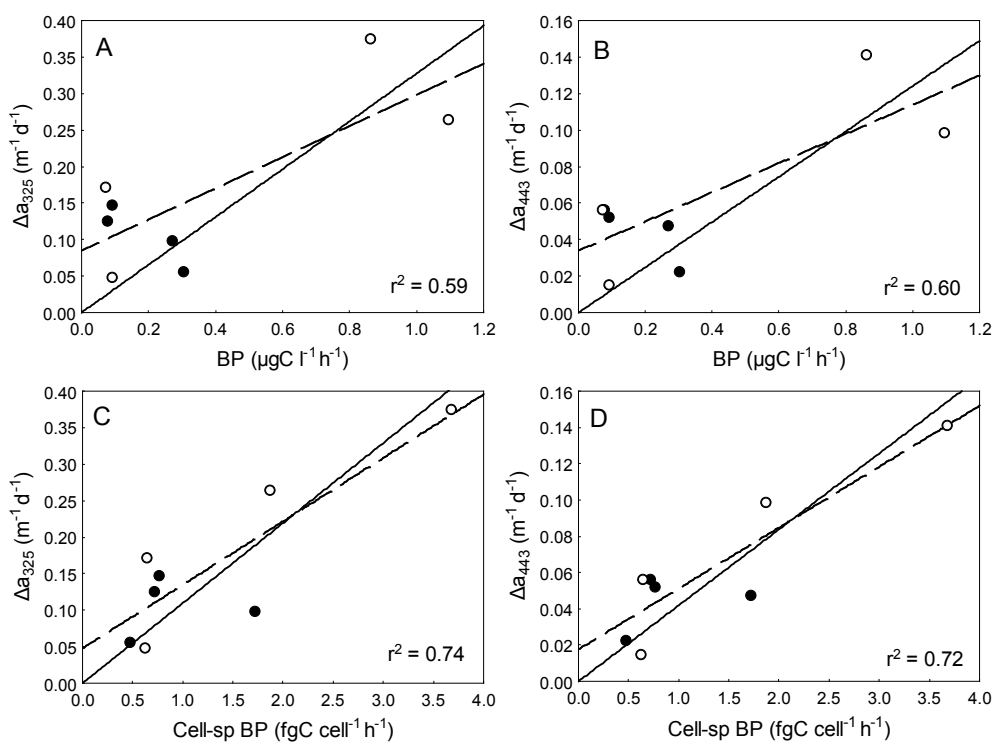 A
0.40
0.35
0.30
0.25
0.20
0.15
0.10
0.05
0.00
Δa325 (m-1 d-1)
r2 = 0.59
0.0 0.2 0.4 0.6 0.8 1.0 1.2
BP (µgC l-1 h-1)
B
0.16
0.14
0.12
0.10
0.08
0.06
0.04
0.02
0.00
Δa443 (m-1 d-1)
r2 = 0.60
0.0 0.2 0.4 0.6 0.8 1.0 1.2
BP (µgC l-1 h-1)
C
0.40
0.35
0.30
0.25
0.20
0.15
0.10
0.05
0.00
Δa325 (m-1 d-1)
r2 = 0.74
0.0 0.5 1.0 1.5 2.0 2.5 3.0 3.5 4.0
Cell-sp BP (fgC cell-1 h-1)
D
0.16
0.14
0.12
0.10
0.08
0.06
0.04
0.02
0.00
Δa443 (m-1 d-1)
r2 = 0.72
0.0 0.5 1.0 1.5 2.0 2.5 3.0 3.5 4.0
Cell-sp BP (fgC cell-1 h-1)